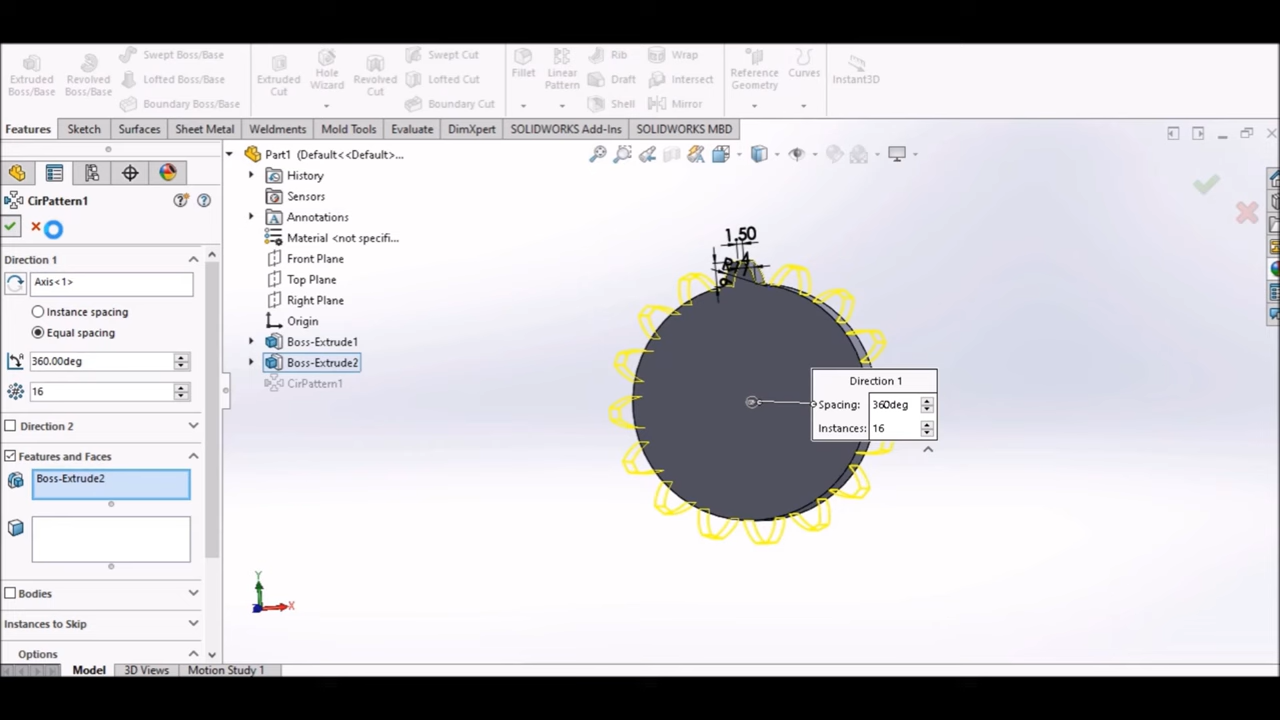 Extruded Boss/Base
Revolved Boss/Base
Swept Boss/Base
Lofted Boss/Base
Boundary Boss/Base
Extruded Cut
Hole Wizard
Revolved Cut
Swept Cut
Lofted Cut
Boundary Cut
Fillet
Linear Pattern
Rib
Draft
Shell
Wrap
Intersect
Mirror
Reference Geometry
Curves
Instant3D
Features Sketch Surfaces Sheet Metal Weldments Mold Tools Evaluate DimXpert SOLIDWORKS Add-Ins SOLIDWORKS MBD
CirPattern1
Direction 1
Axis<1>
Instance spacing
Equal spacing
360.00deg
16
Direction 2
Features and Faces
Boss-Extrude2
Bodies
Instances to Skip
Options
Part1 (Default<<Default>...
History
Sensors
Annotations
Material <not specifi...
Front Plane
Top Plane
Right Plane
Origin
Boss-Extrude1
Boss-Extrude2
CirPattern1
1.50
Direction 1
Spacing: 360deg
Instances: 16
Y
X
Model 3D Views Motion Study 1